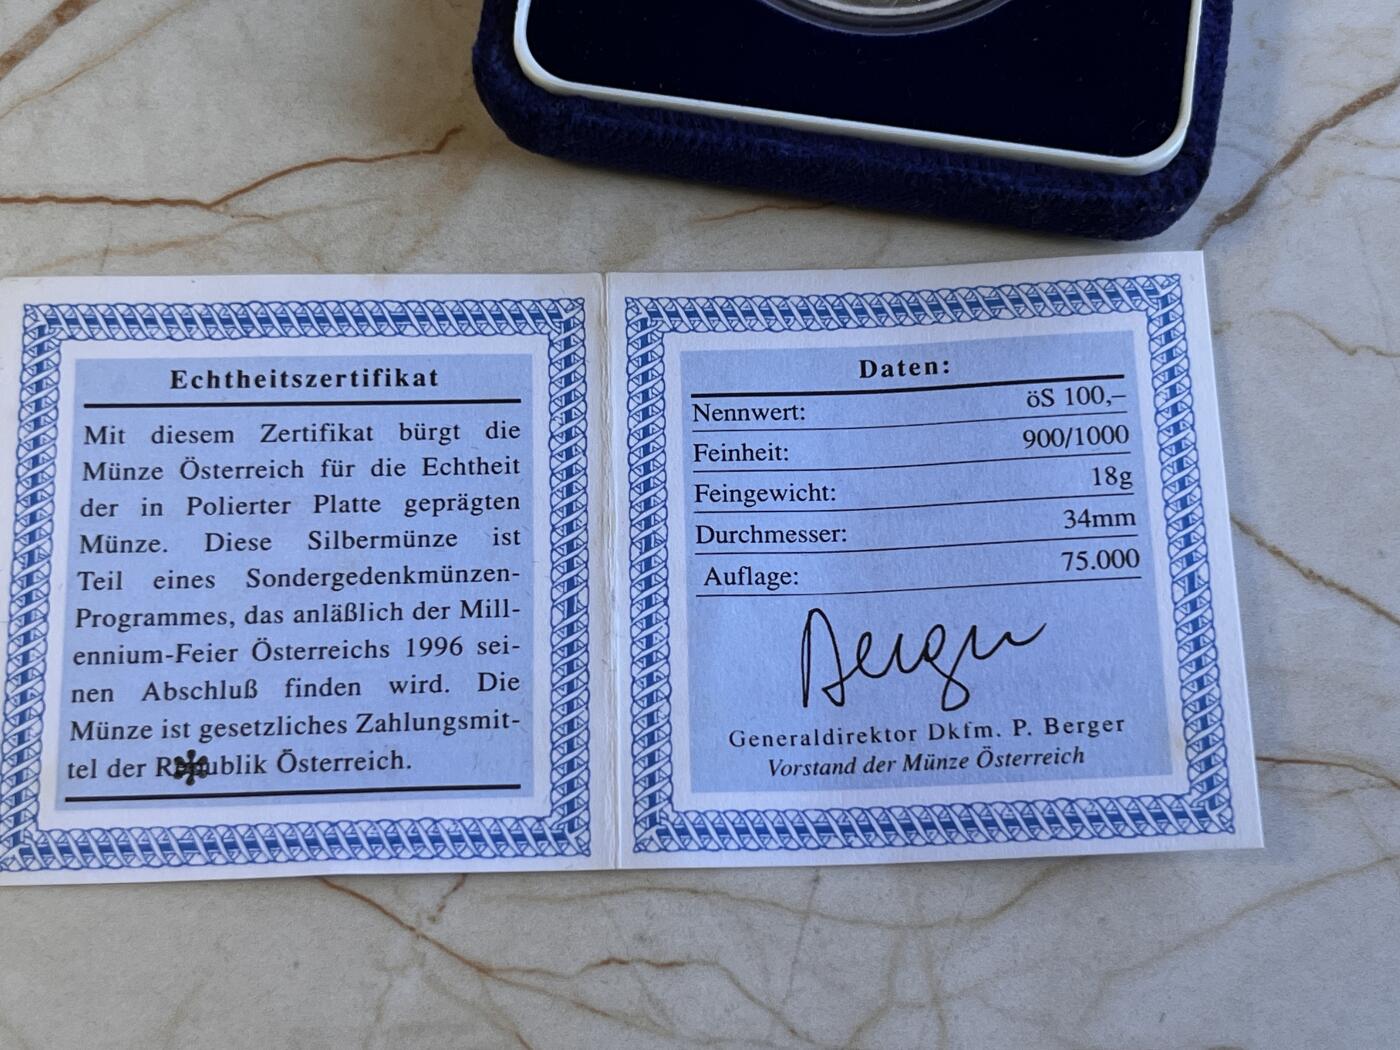 Echtheitszertifikat
Mit diesem Zertifikat bürgt die
Münze Österreich für die Echtheit
der in Polierter Platte geprägten
Münze. Diese Silbermünze ist
Teil eines Sondergedenkmünzen-
Programmes, das anläßlich der Mill-
ennium-Feier Österreichs 1996 sei-
nen Abschluß finden wird. Die
Münze ist gesetzliches Zahlungsmit-
tel der Republik Österreich.
Daten:
Nennwert: öS 100,–
Feinheit: 900/1000
Feingewicht: 18g
Durchmesser: 34mm
Auflage: 75.000
Berger
Generaldirektor Dkfm. P. Berger
Vorstand der Münze Österreich